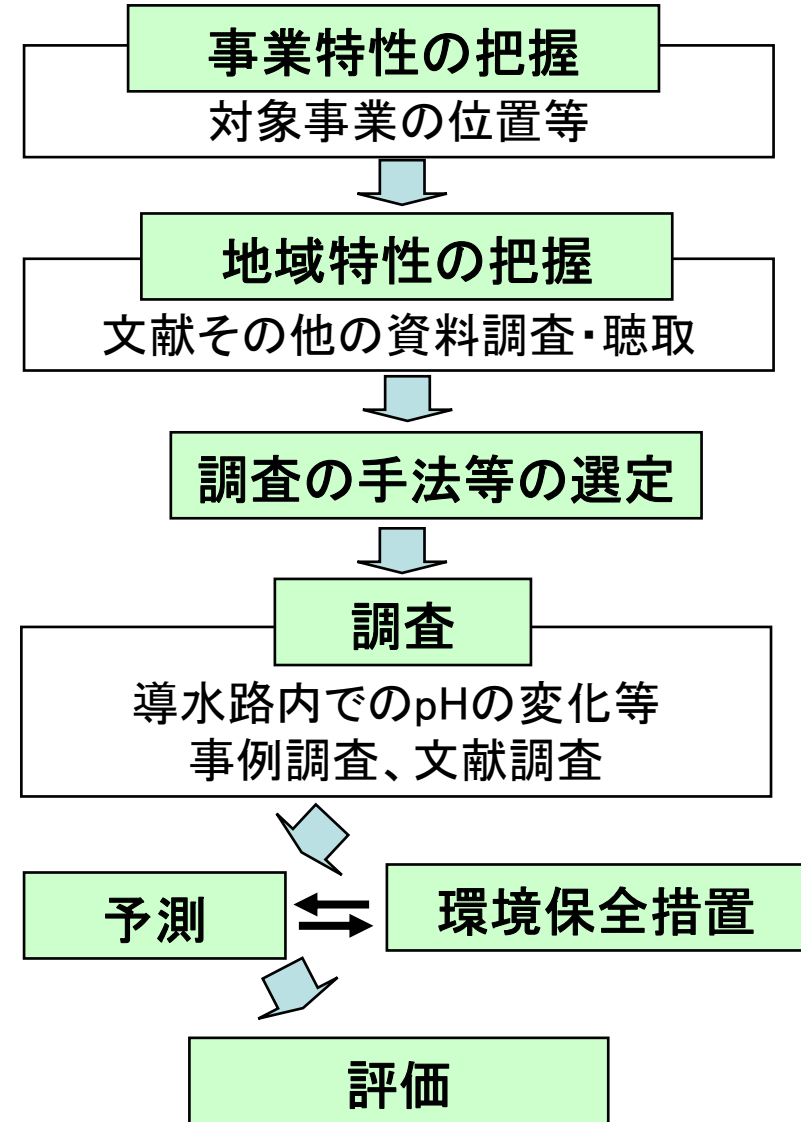 事業特性の把握
対象事業の位置等
地域特性の把握
文献その他の資料調査・聴取
調査の手法等の選定
調査
導水路内でのpHの変化等
事例調査、文献調査
予測
環境保全措置
評価